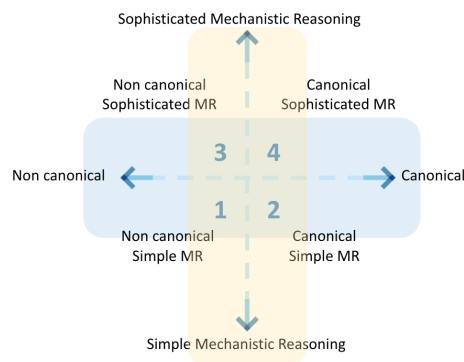 Sophisticated Mechanistic Reasoning
Non canonical
Sophisticated MR
Canonical
Sophisticated MR
3
4
Non canonical
Canonical
1
2
Non canonical
Simple MR
Canonical
Simple MR
Simple Mechanistic Reasoning